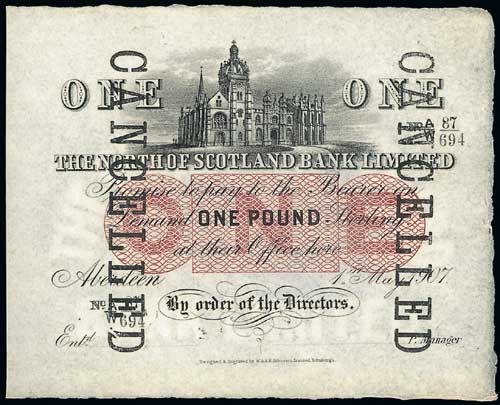 ONE ONE
No A/W 87/694
THE NORTH OF SCOTLAND BANK LIMITED
Promise to pay to the Bearer on
Demand ONE POUND Sterling
at their Office here
ONE
Aberdeen 1st May 1907.
No A/W 87/694
By order of the Directors.
Entd P. Manager
CANCELLED
CANCELLED